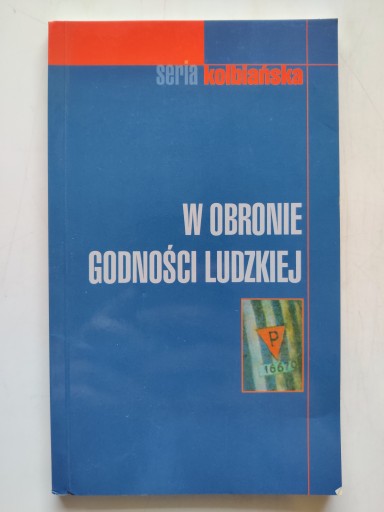 seria kolbiańska
W OBRONIE
GODNOŚCI LUDZKIEJ
P
16670